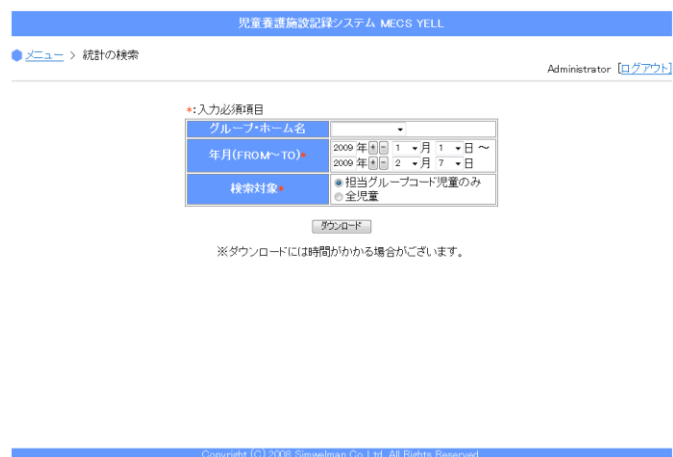 児童養護施設記録システム MECS YELL
メニュー > 統計の検索
Administrator [ログアウト]
*:入力必須項目
グループ・ホーム名
年月(FROM〜TO)*
2009 年 + - 1 月 1 日 〜
2009 年 + - 2 月 7 日
検索対象*
担当グループコード児童のみ
全児童
ダウンロード
※ダウンロードには時間がかかる場合がございます。
Copyright (C) 2008 Simwelman Co.,Ltd. All Rights Reserved.